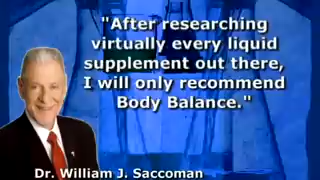 "After researching
virtually every liquid
supplement out there,
I will only recommend
Body Balance."
Dr. William J. Saccoman